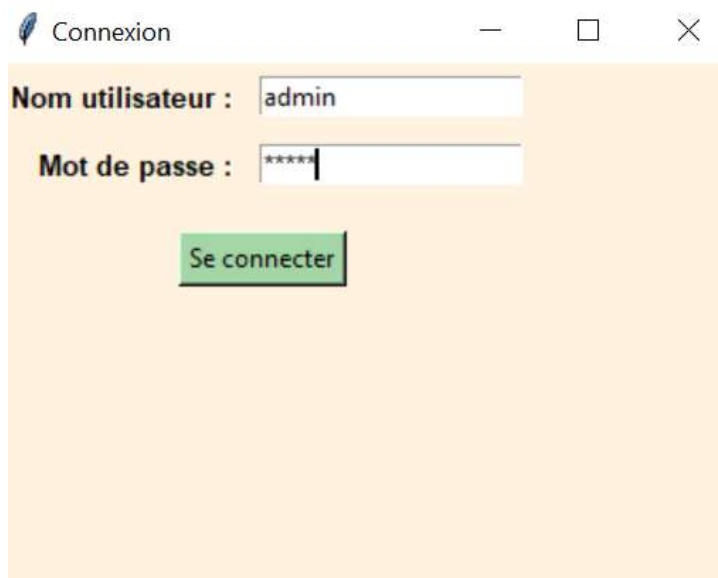 Connexion
Nom utilisateur : admin
Mot de passe : *****
Se connecter